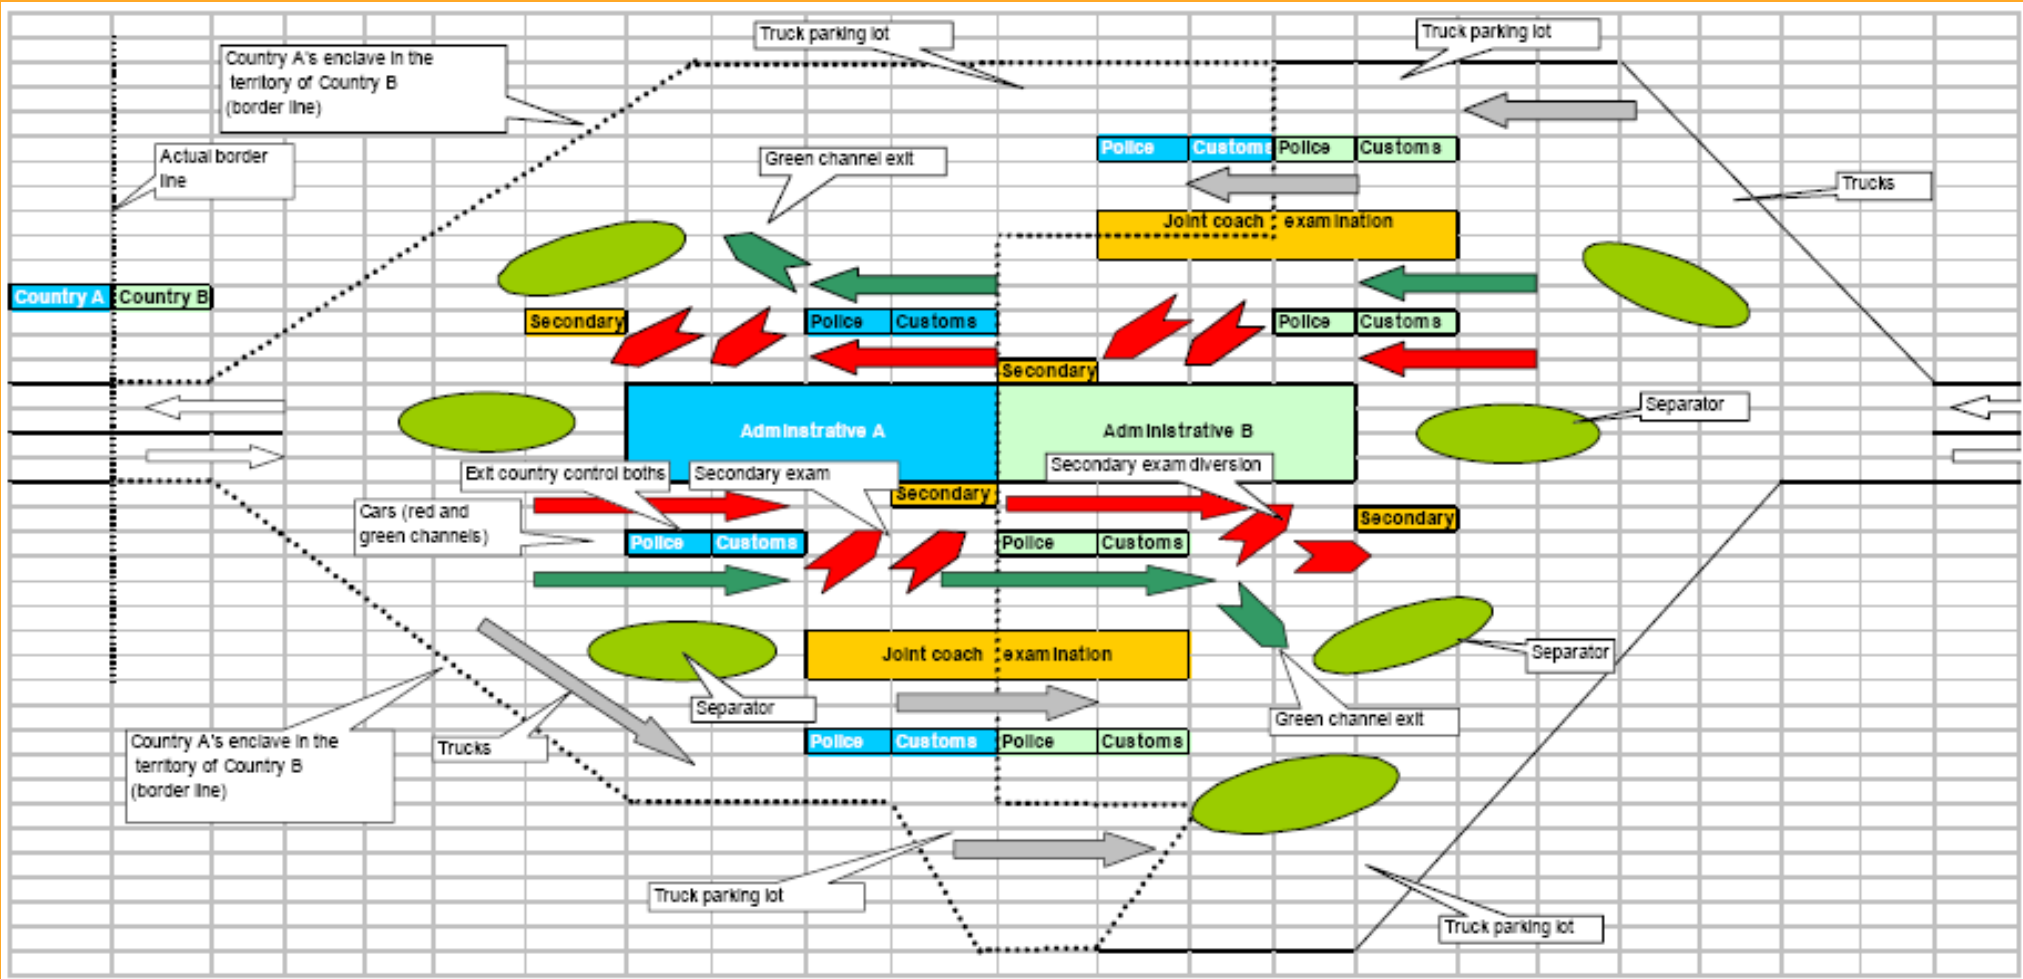 Truck parking lot
Truck parking lot
Country A's enclave in the
territory of Country B
(border line)
Actual border
line
Green channel exit
Police Customs Police Customs
Trucks
Joint coach examination
Country A Country B
Secondary
Police Customs
Police Customs
Secondary
Separator
Adminstrative A
Administrative B
Exit country control boths
Secondary exam
Secondary exam diversion
Secondary
Cars (red and
green channels)
Secondary
Police Customs
Police Customs
Joint coach examination
Separator
Separator
Green channel exit
Country A's enclave in the
territory of Country B
(border line)
Trucks
Police Customs Police Customs
Truck parking lot
Truck parking lot